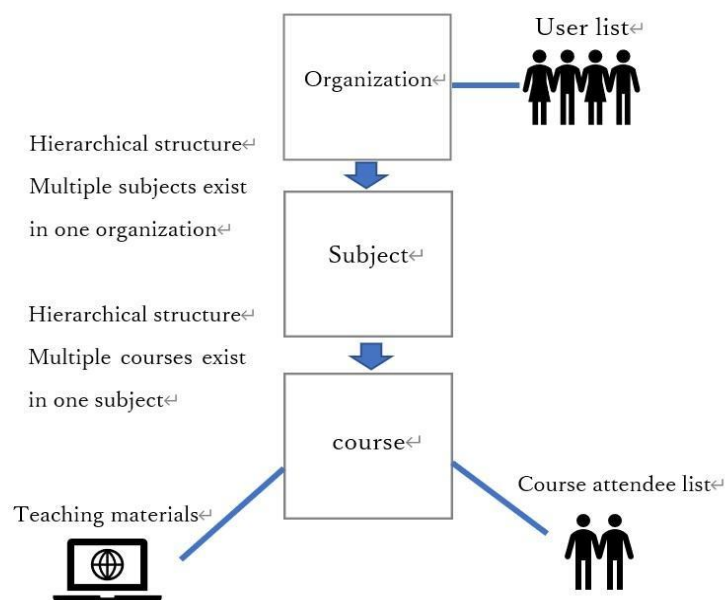 User list
Organization
Hierarchical structure
Multiple subjects exist
in one organization
Subject
Hierarchical structure
Multiple courses exist
in one subject
course
Course attendee list
Teaching materials